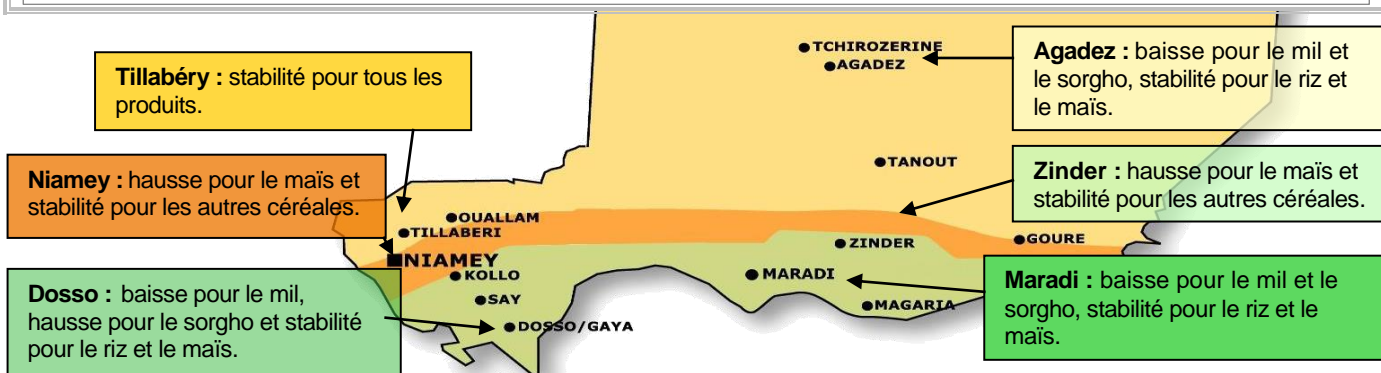 Tillabéry : stabilité pour tous les
produits.
Niamey : hausse pour le maïs et
stabilité pour les autres céréales.
Dosso : baisse pour le mil,
hausse pour le sorgho et stabilité
pour le riz et le maïs.
TCHIROZERINE
AGADEZ
TANOUT
OUALLAM
TILLABERI
NIAMEY
KOLLO
SAY
DOSSO/GAYA
ZINDER
GOURE
MARADI
MAGARIA
Agadez : baisse pour le mil et
le sorgho, stabilité pour le riz et
le maïs.
Zinder : hausse pour le maïs et
stabilité pour les autres céréales.
Maradi : baisse pour le mil et le
sorgho, stabilité pour le riz et le
maïs.